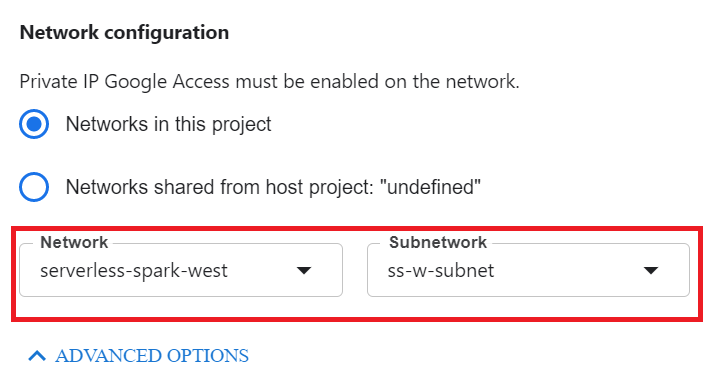 Network configuration
Private IP Google Access must be enabled on the network.
Networks in this project
Networks shared from host project: "undefined"
Network Subnetwork
serverless-spark-west ss-w-subnet
ADVANCED OPTIONS